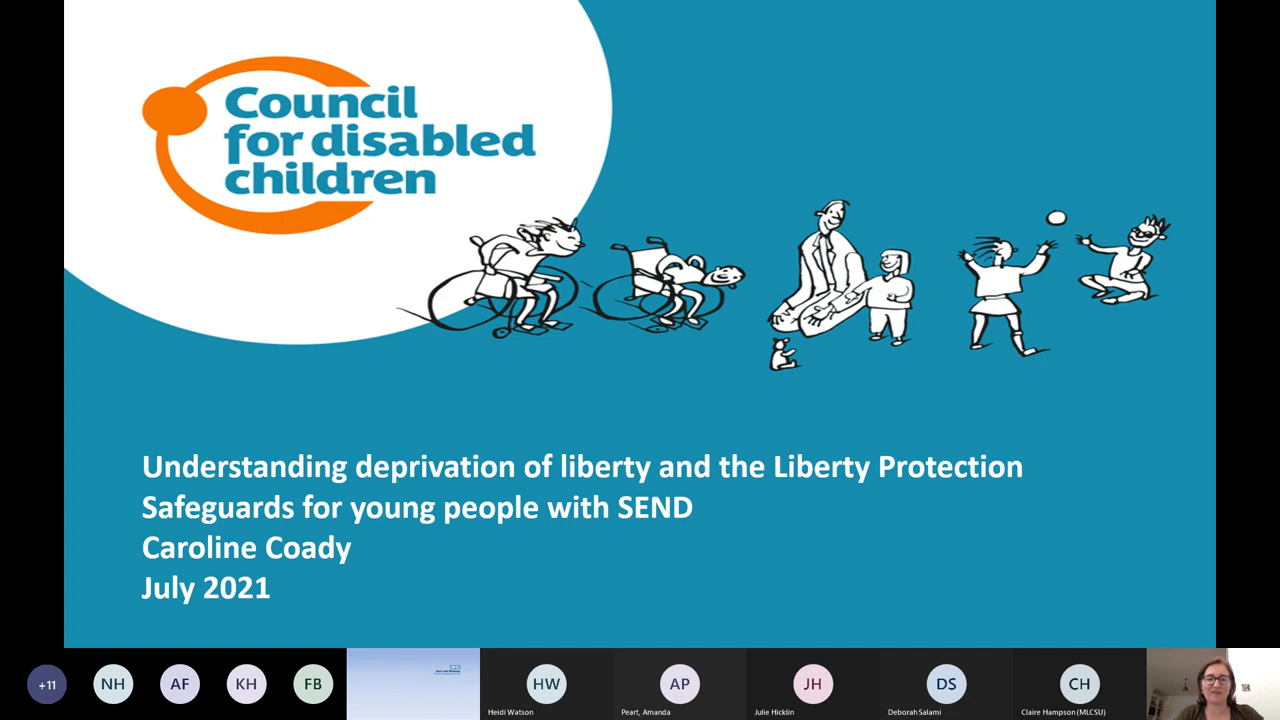 Council
for disabled
children
Understanding deprivation of liberty and the Liberty Protection
Safeguards for young people with SEND
Caroline Coady
July 2021
+11
NH
AF
KH
FB
NHS
HW
Heidi Watson
AP
Peart, Amanda
JH
Julie Hicklin
DS
Deborah Salami
CH
Claire Hampson (MLCSU)